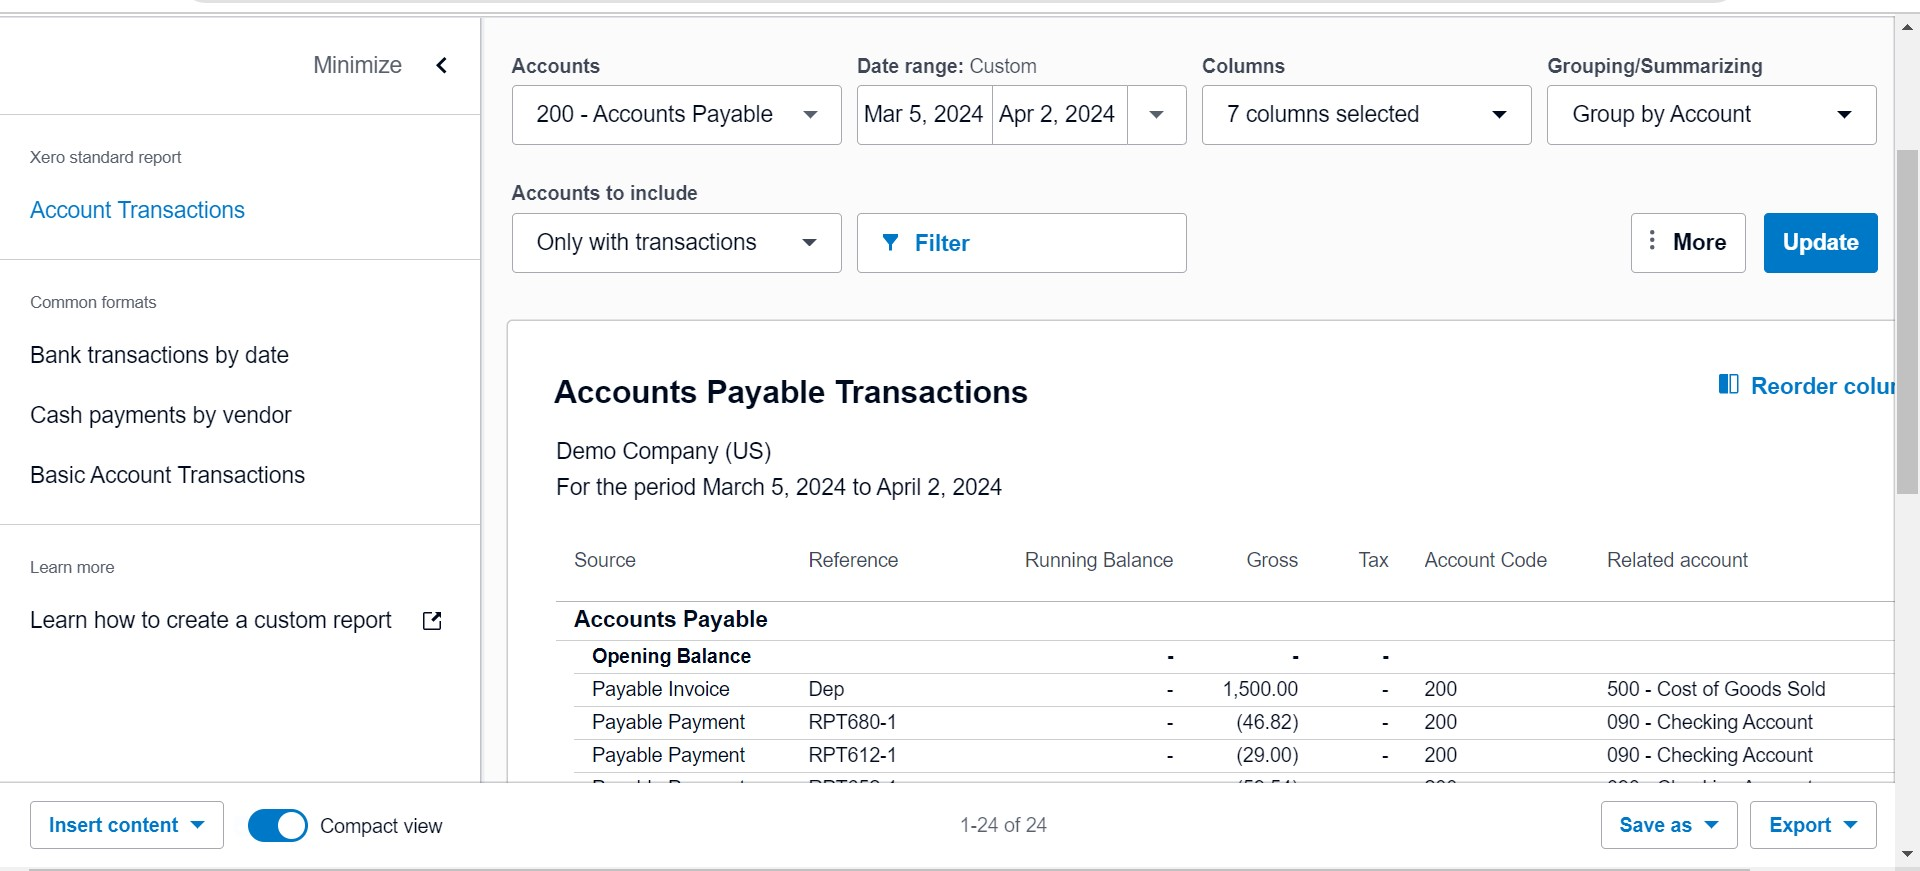 Minimize
Xero standard report
Account Transactions
Common formats
Bank transactions by date
Cash payments by vendor
Basic Account Transactions
Learn more
Learn how to create a custom report
Accounts
Date range: Custom
Columns
Grouping/Summarizing
200 - Accounts Payable
Mar 5, 2024 Apr 2, 2024
7 columns selected
Group by Account
Accounts to include
Only with transactions
Filter
More
Update
Accounts Payable Transactions
Reorder colu
Demo Company (US)
For the period March 5, 2024 to April 2, 2024
Source Reference Running Balance Gross Tax Account Code Related account
Accounts Payable
Opening Balance - - -
Payable Invoice Dep - 1,500.00 - 200 500 - Cost of Goods Sold
Payable Payment RPT680-1 - (46.82) - 200 090 - Checking Account
Payable Payment RPT612-1 - (29.00) - 200 090 - Checking Account
Insert content
Compact view
1-24 of 24
Save as
Export